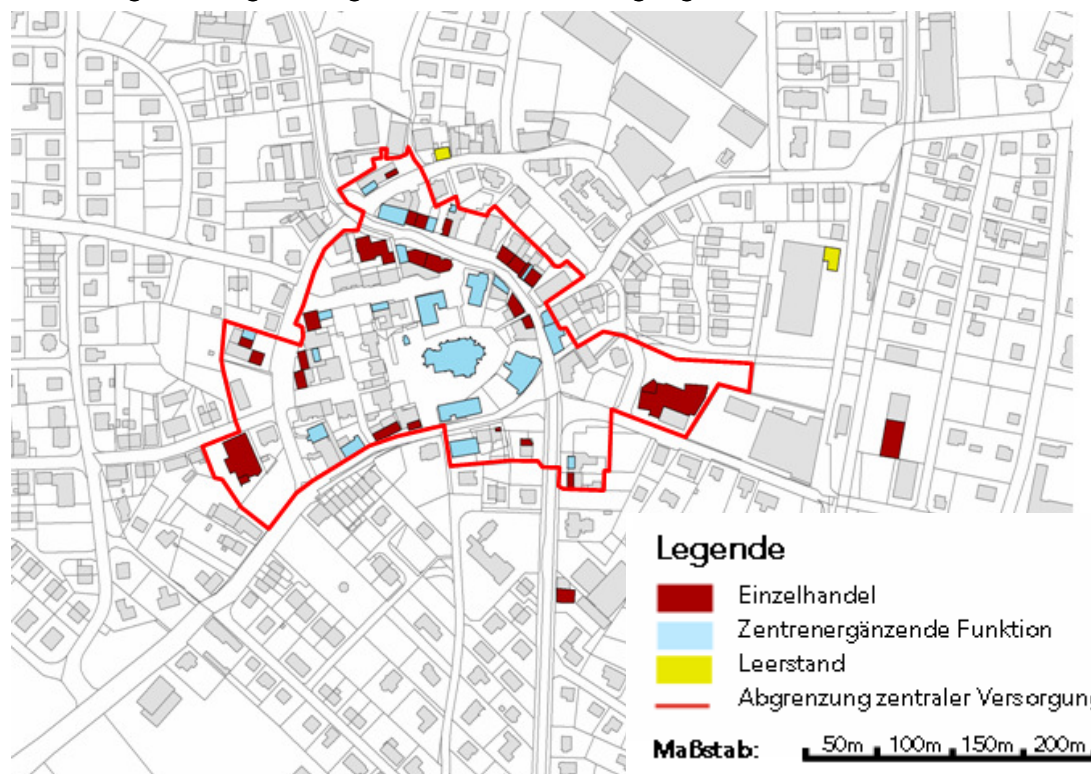 Legende
Einzelhandel
Zentrenergänzende Funktion
Leerstand
Abgrenzung zentraler Versorgung
Maßstab: 50m 100m 150m 200m